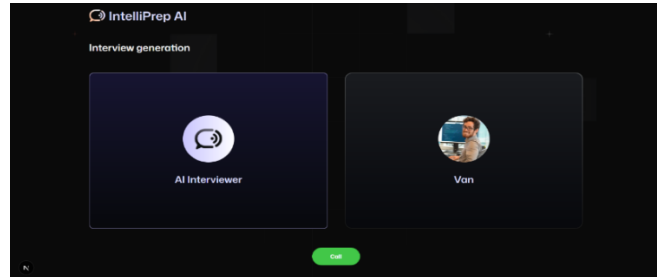 IntelliPrep AI
Interview generation
AI Interviewer
Van
Call
N